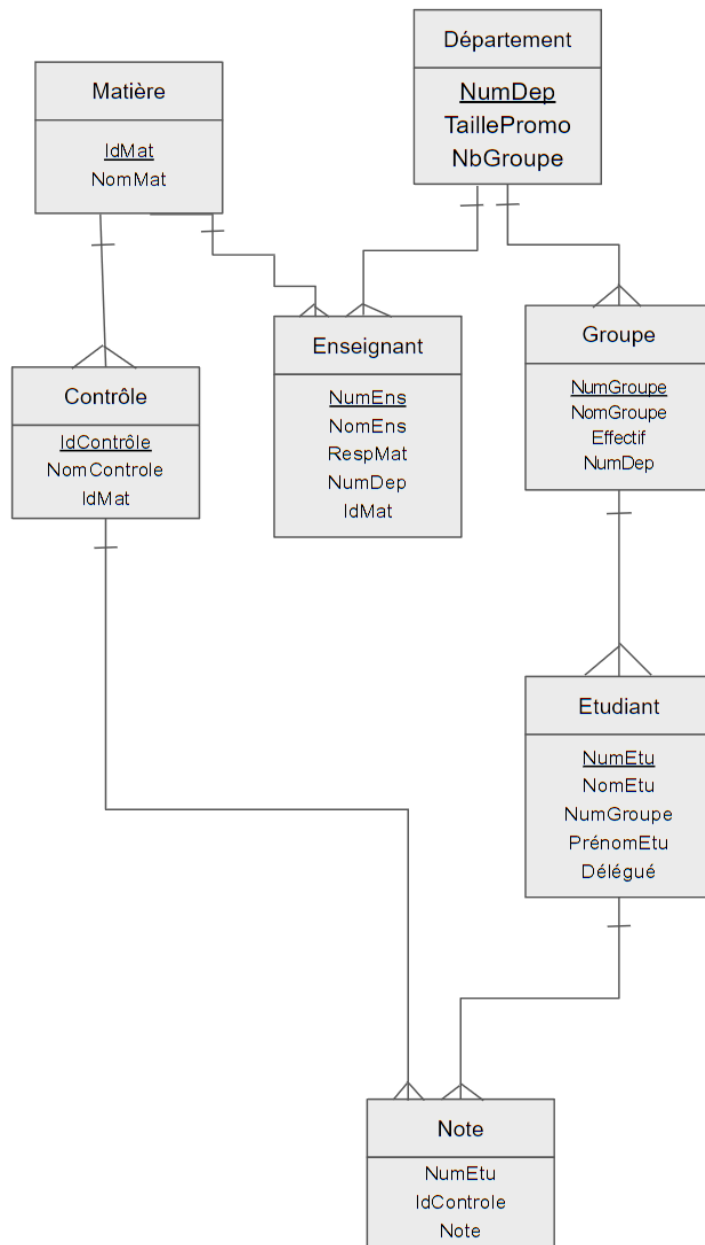 Département
NumDep
TaillePromo
NbGroupe
Matière
IdMat
NomMat
Enseignant
NumEns
NomEns
RespMat
NumDep
IdMat
Groupe
NumGroupe
NomGroupe
Effectif
NumDep
Contrôle
IdContrôle
NomControle
IdMat
Etudiant
NumEtu
NomEtu
NumGroupe
PrénomEtu
Délégué
Note
NumEtu
IdControle
Note